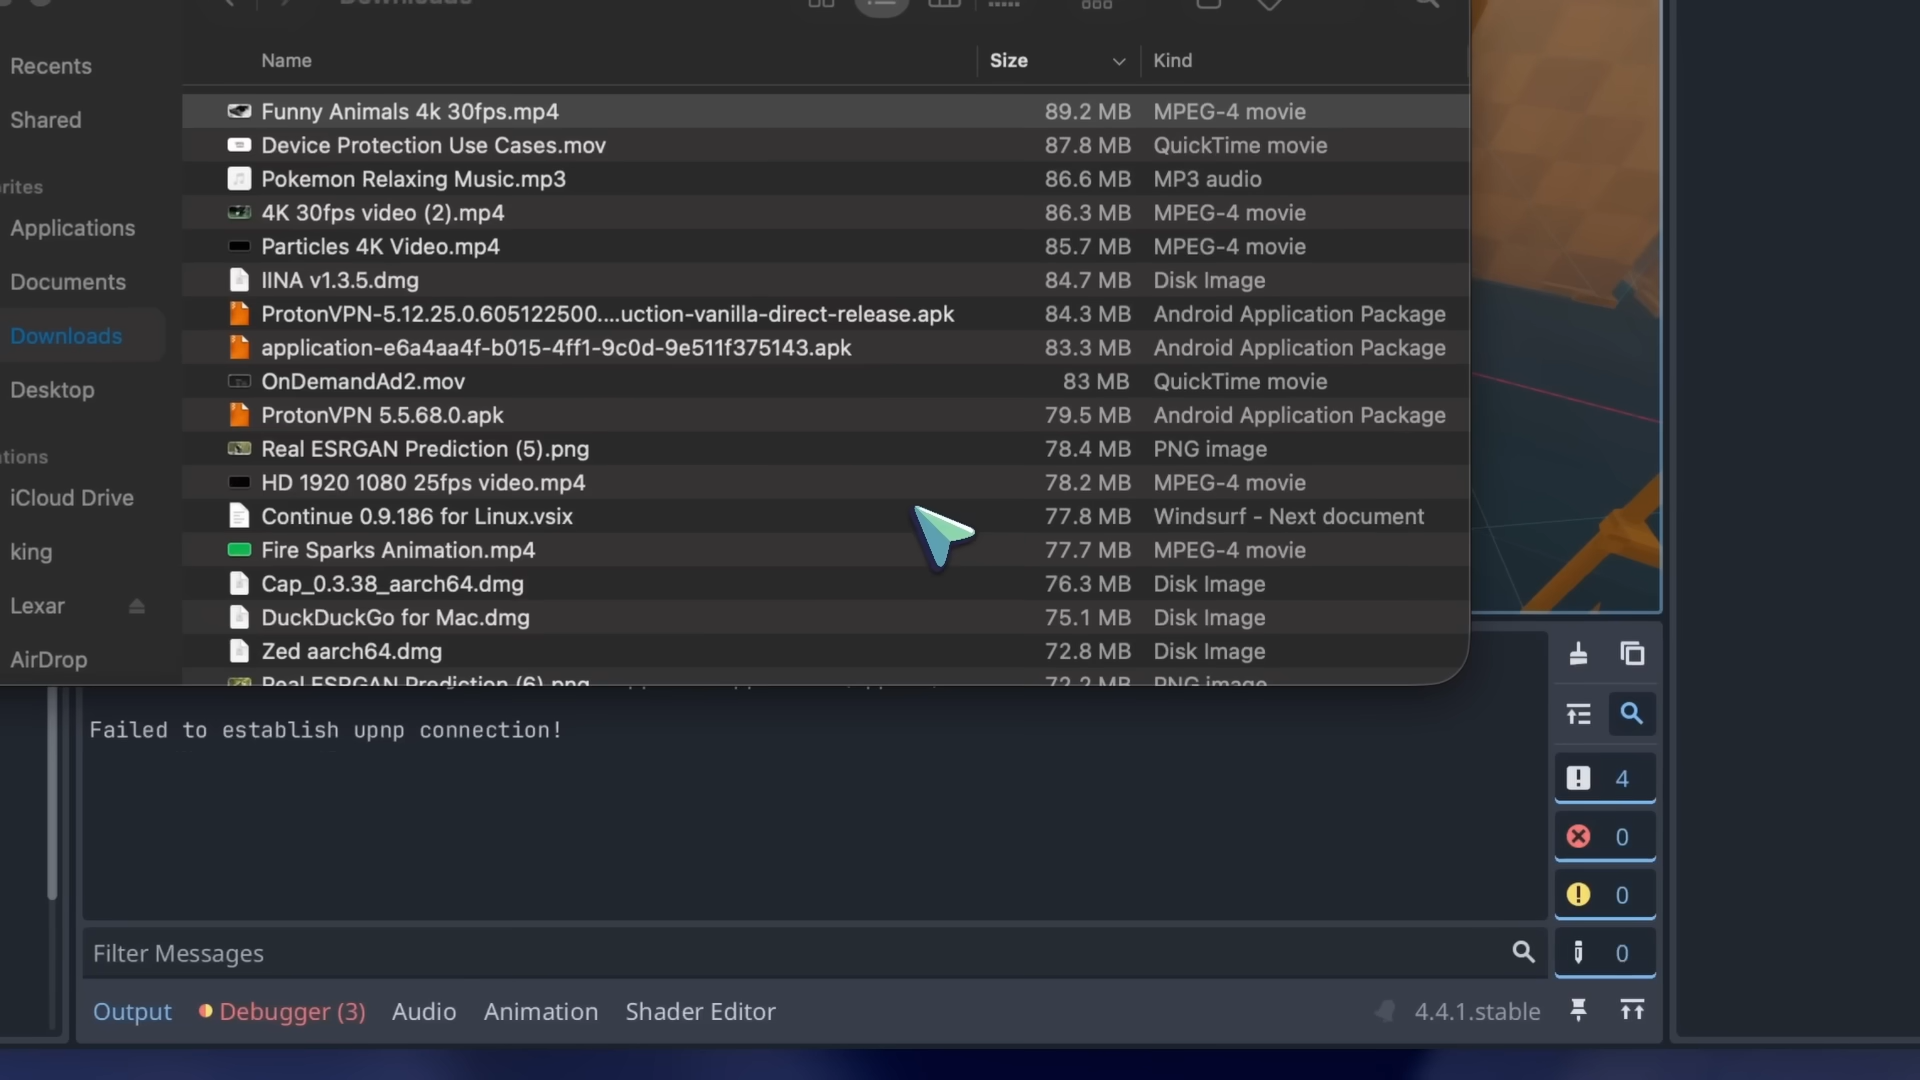 Downloads
Name Size Kind
Recents
Shared
rites
Applications
Documents
Downloads
Desktop
tions
iCloud Drive
king
Lexar
AirDrop
Funny Animals 4k 30fps.mp4 89.2 MB MPEG-4 movie
Device Protection Use Cases.mov 87.8 MB QuickTime movie
Pokemon Relaxing Music.mp3 86.6 MB MP3 audio
4K 30fps video (2).mp4 86.3 MB MPEG-4 movie
Particles 4K Video.mp4 85.7 MB MPEG-4 movie
IINA v1.3.5.dmg 84.7 MB Disk Image
ProtonVPN-5.12.25.0.605122500....uction-vanilla-direct-release.apk 84.3 MB Android Application Package
application-e6a4aa4f-b015-4ff1-9c0d-9e511f375143.apk 83.3 MB Android Application Package
OnDemandAd2.mov 83 MB QuickTime movie
ProtonVPN 5.5.68.0.apk 79.5 MB Android Application Package
Real ESRGAN Prediction (5).png 78.4 MB PNG image
HD 1920 1080 25fps video.mp4 78.2 MB MPEG-4 movie
Continue 0.9.186 for Linux.vsix 77.8 MB Windsurf - Next document
Fire Sparks Animation.mp4 77.7 MB MPEG-4 movie
Cap_0.3.38_aarch64.dmg 76.3 MB Disk Image
DuckDuckGo for Mac.dmg 75.1 MB Disk Image
Zed aarch64.dmg 72.8 MB Disk Image
Real ESRGAN Prediction (6).png 72.2 MB PNG image
Failed to establish upnp connection!
4
0
0
0
Filter Messages
Output Debugger (3) Audio Animation Shader Editor 4.4.1.stable